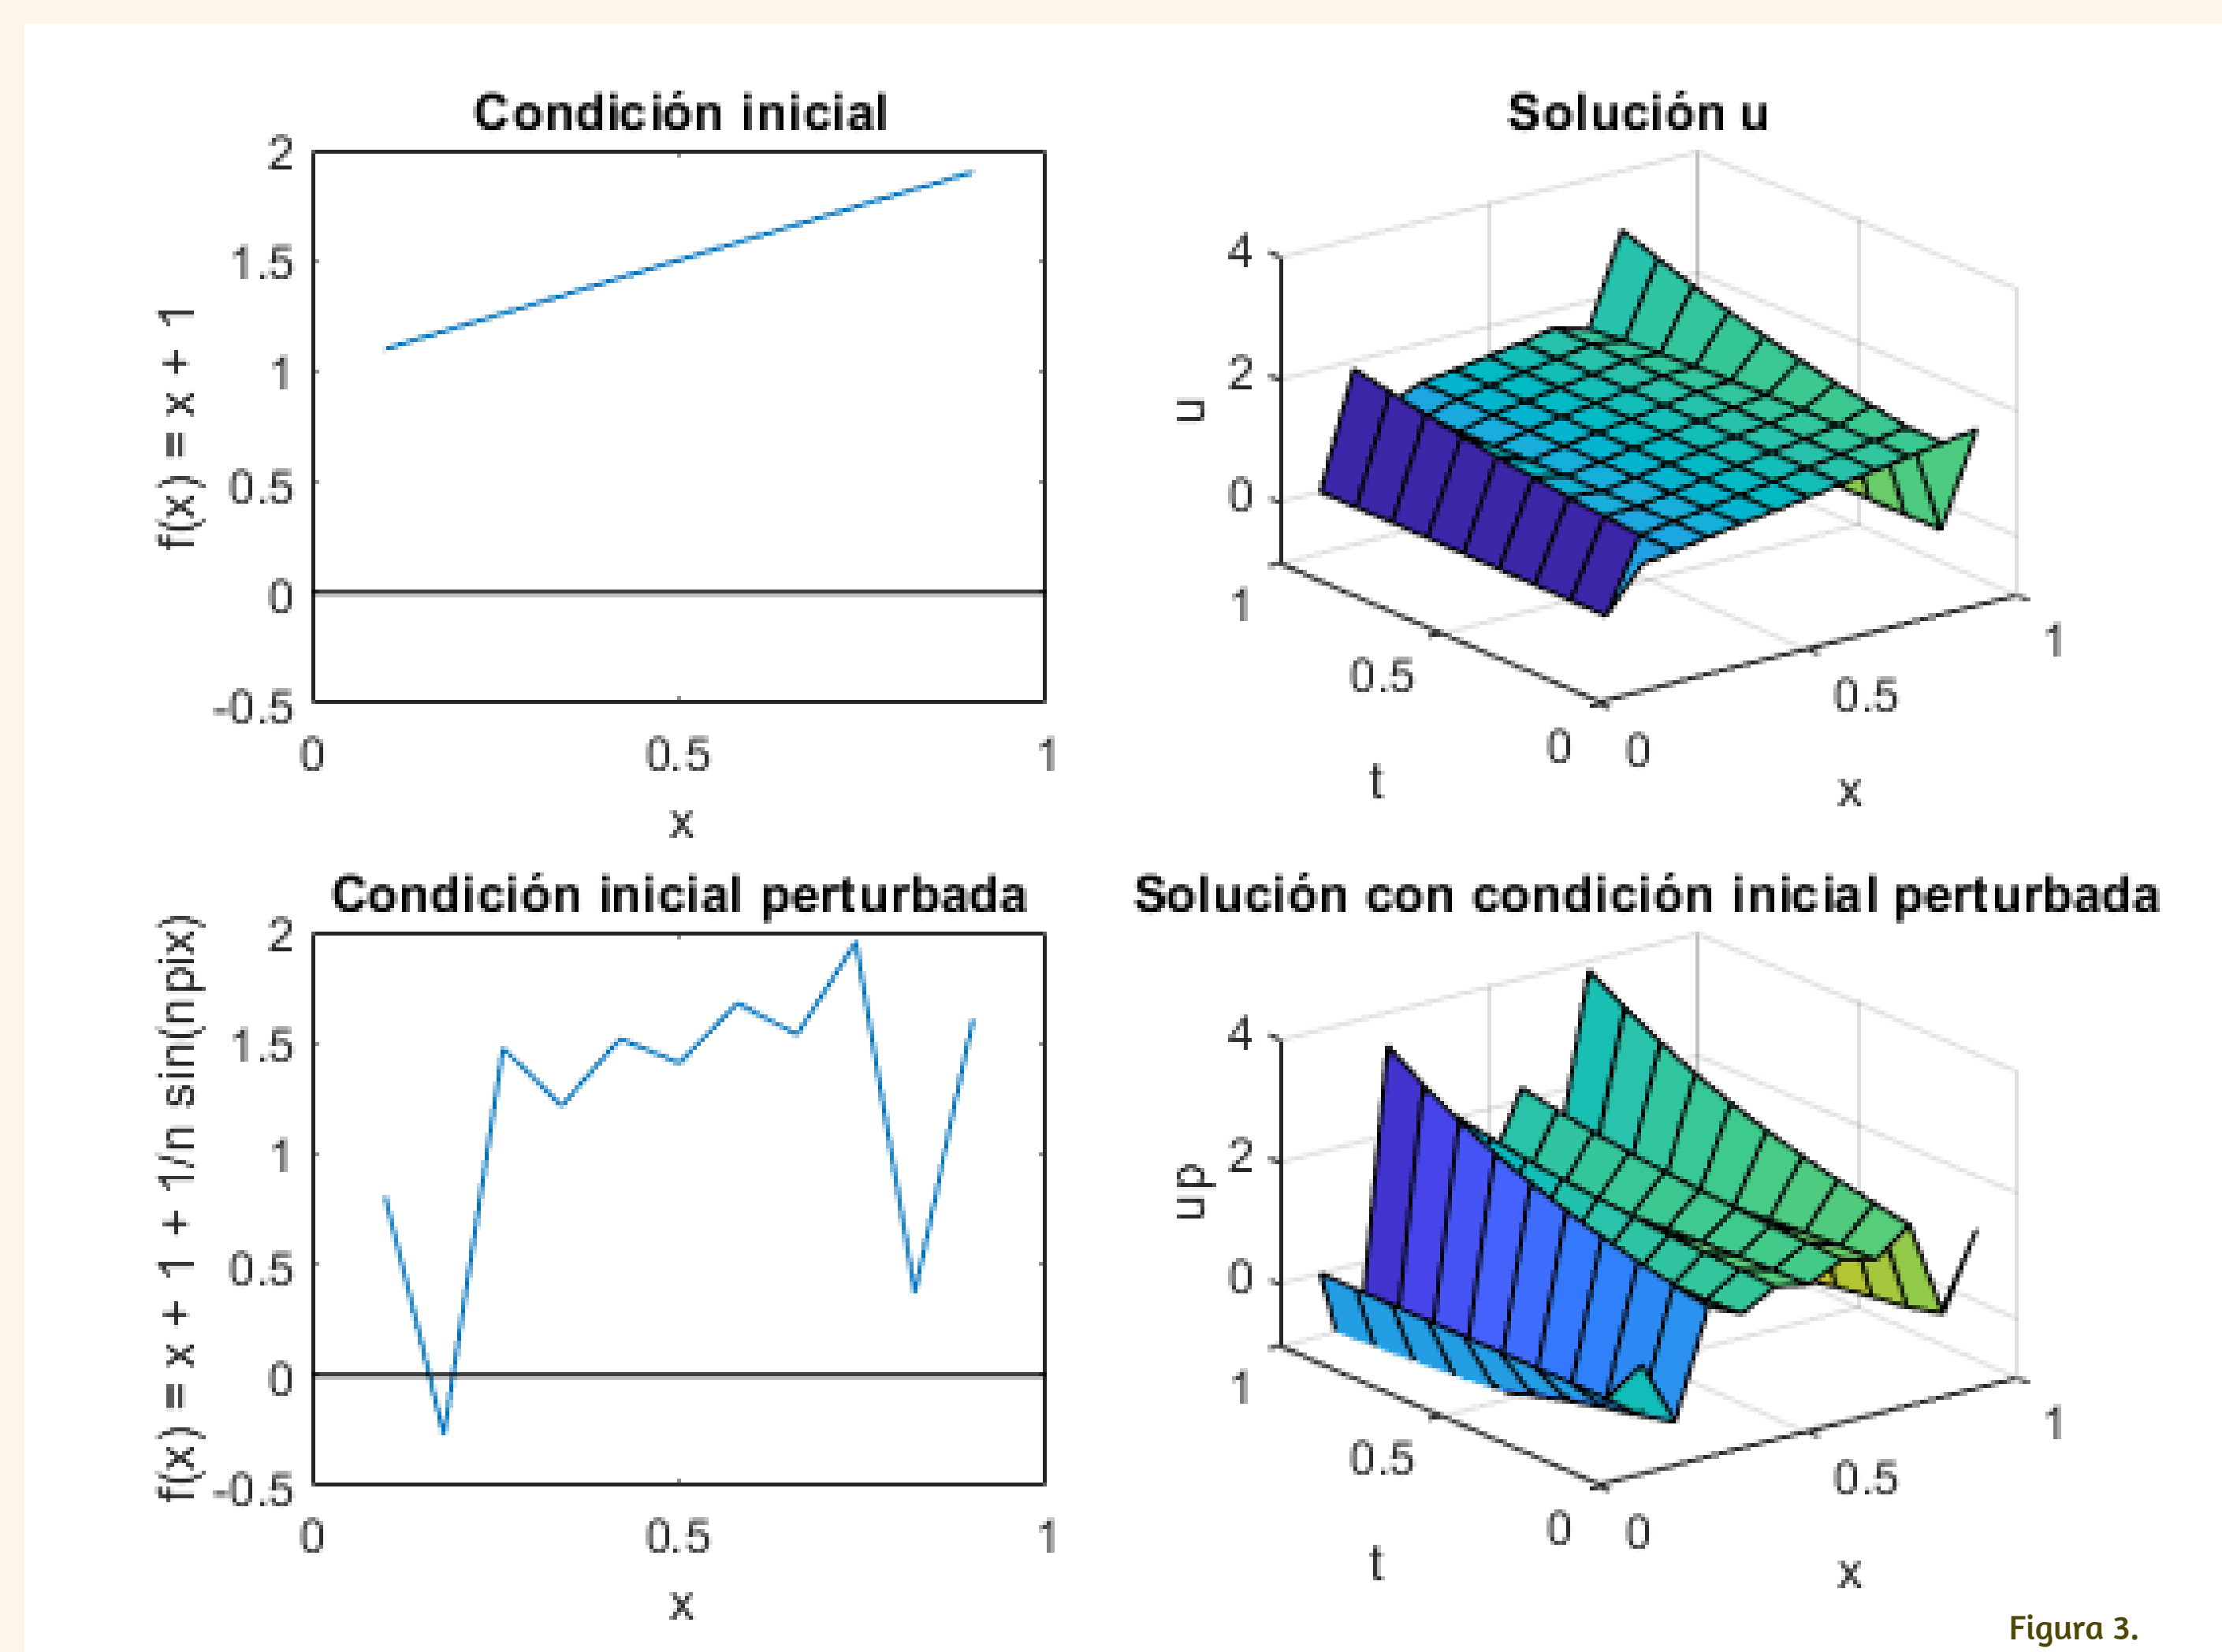 Condición inicial
f(x) = x + 1
2
1.5
1
0.5
0
-0.5
0 0.5 1
x
Solución u
u
4
2
0
1
0.5
0
t
0
0.5
1
x
Condición inicial perturbada
f(x) = x + 1 + 1/n sin(npix)
2
1.5
1
0.5
0
-0.5
0 0.5 1
x
Solución con condición inicial perturbada
up
4
2
0
1
0.5
0
t
0
0.5
1
x
Figura 3.